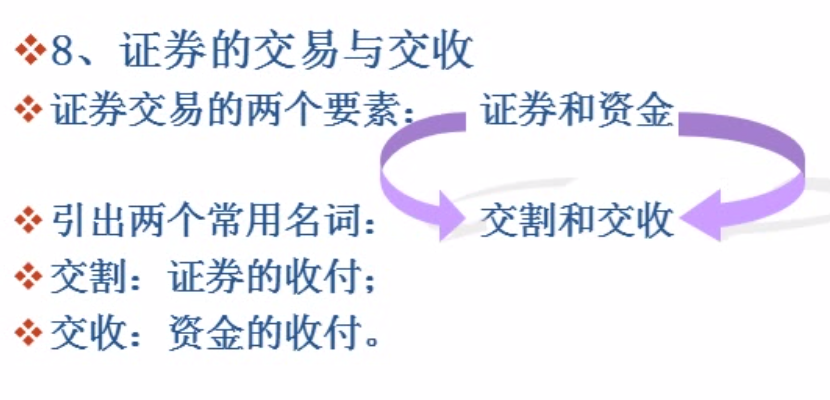 8、证券的交易与交收
证券交易的两个要素： 证券和资金
引出两个常用名词： 交割和交收
交割：证券的收付；
交收：资金的收付。